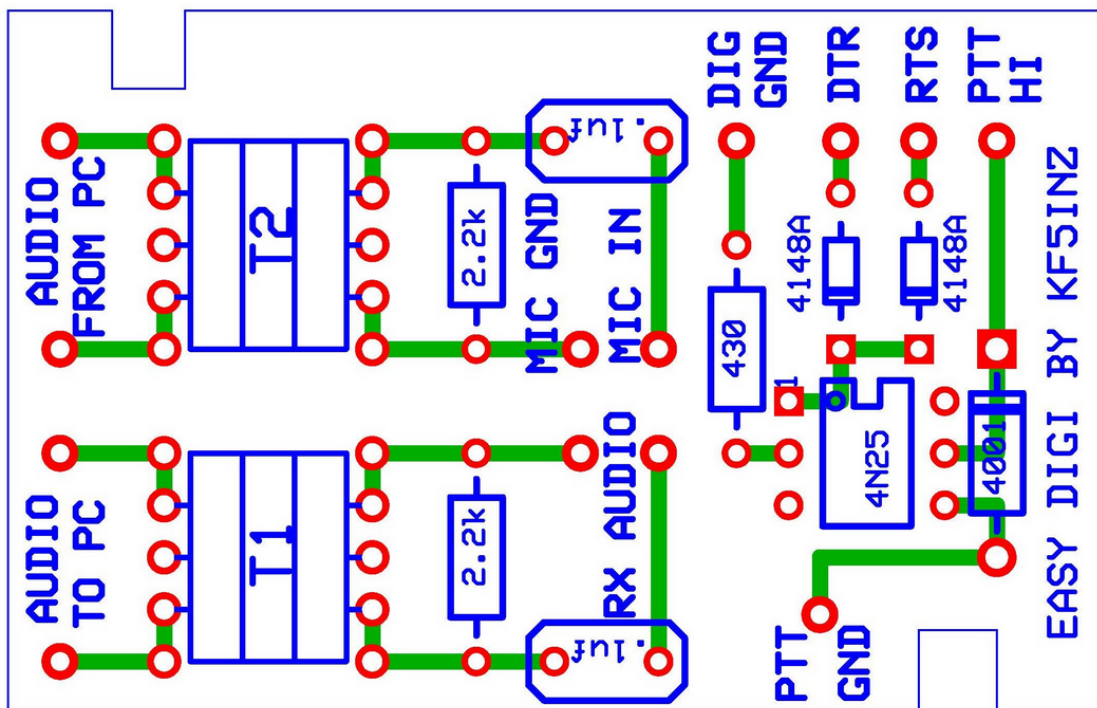 AUDIO
FROM PC
T2
2.2k
.1uf
MIC GND
MIC IN
DIG
GND
DTR
RTS
PTT
HI
4148A
4148A
430
1
4N25
4001
AUDIO
TO PC
T1
2.2k
.1uf
RX AUDIO
PTT
GND
EASY DIGI BY KF5INZ